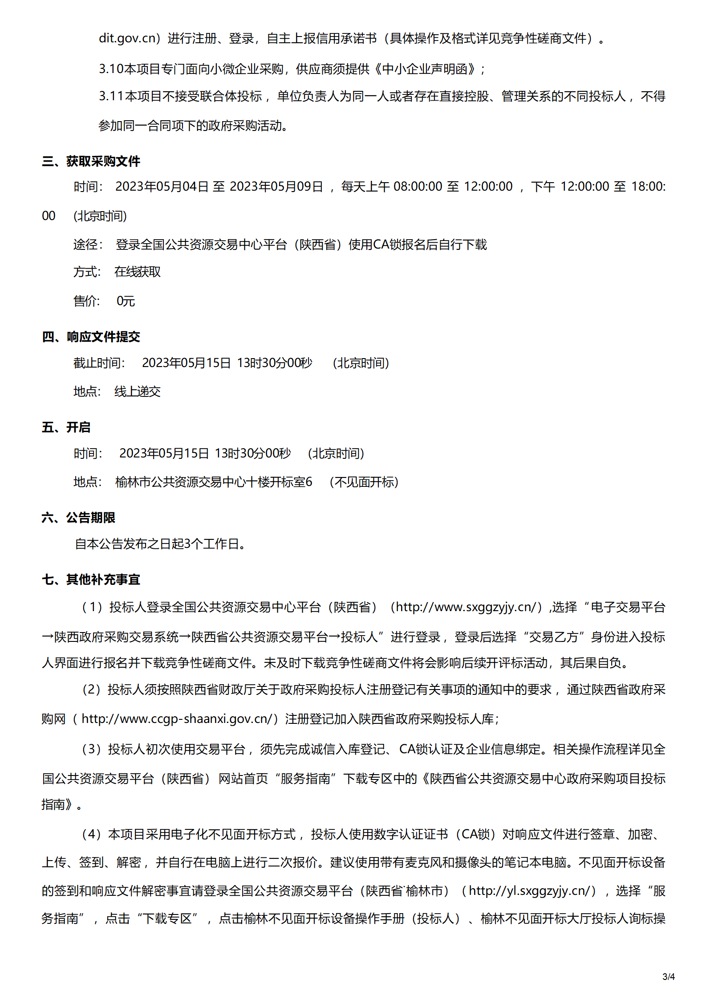 dit.gov.cn）进行注册、登录，自主上报信用承诺书（具体操作及格式详见竞争性磋商文件）。
3.10本项目专门面向小微企业采购，供应商须提供《中小企业声明函》；
3.11本项目不接受联合体投标，单位负责人为同一人或者存在直接控股、管理关系的不同投标人，不得
参加同一合同项下的政府采购活动。
三、获取采购文件
时间： 2023年05月04日 至 2023年05月09日 ，每天上午 08:00:00 至 12:00:00 ，下午 12:00:00 至 18:00:
00 （北京时间）
途径： 登录全国公共资源交易中心平台（陕西省）使用CA锁报名后自行下载
方式： 在线获取
售价： 0元
四、响应文件提交
截止时间： 2023年05月15日 13时30分00秒 （北京时间）
地点： 线上递交
五、开启
时间： 2023年05月15日 13时30分00秒 （北京时间）
地点： 榆林市公共资源交易中心十楼开标室6 （不见面开标）
六、公告期限
自本公告发布之日起3个工作日。
七、其他补充事宜
（1）投标人登录全国公共资源交易中心平台（陕西省）（http://www.sxggzyjy.cn/）,选择“电子交易平台
→陕西政府采购交易系统→陕西省公共资源交易平台→投标人”进行登录，登录后选择“交易乙方”身份进入投标
人界面进行报名并下载竞争性磋商文件。未及时下载竞争性磋商文件将会影响后续开评标活动，其后果自负。
（2）投标人须按照陕西省财政厅关于政府采购投标人注册登记有关事项的通知中的要求，通过陕西省政府采
购网（ http://www.ccgp-shaanxi.gov.cn/）注册登记加入陕西省政府采购投标人库；
（3）投标人初次使用交易平台，须先完成诚信入库登记、CA锁认证及企业信息绑定。相关操作流程详见全
国公共资源交易平台（陕西省）网站首页“服务指南”下载专区中的《陕西省公共资源交易中心政府采购项目投标
指南》。
（4）本项目采用电子化不见面开标方式，投标人使用数字认证证书（CA锁）对响应文件进行签章、加密、
上传、签到、解密，并自行在电脑上进行二次报价。建议使用带有麦克风和摄像头的笔记本电脑。不见面开标设备
的签到和响应文件解密事宜请登录全国公共资源交易平台（陕西省·榆林市）（http://yl.sxggzyjy.cn/），选择“服
务指南”，点击“下载专区”，点击榆林不见面开标设备操作手册（投标人）、榆林不见面开标大厅投标人询标操
3/4